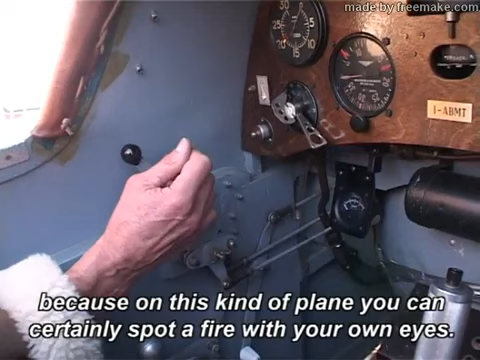 made by freemake.com
I-ABMT
because on this kind of plane you can
certainly spot a fire with your own eyes.